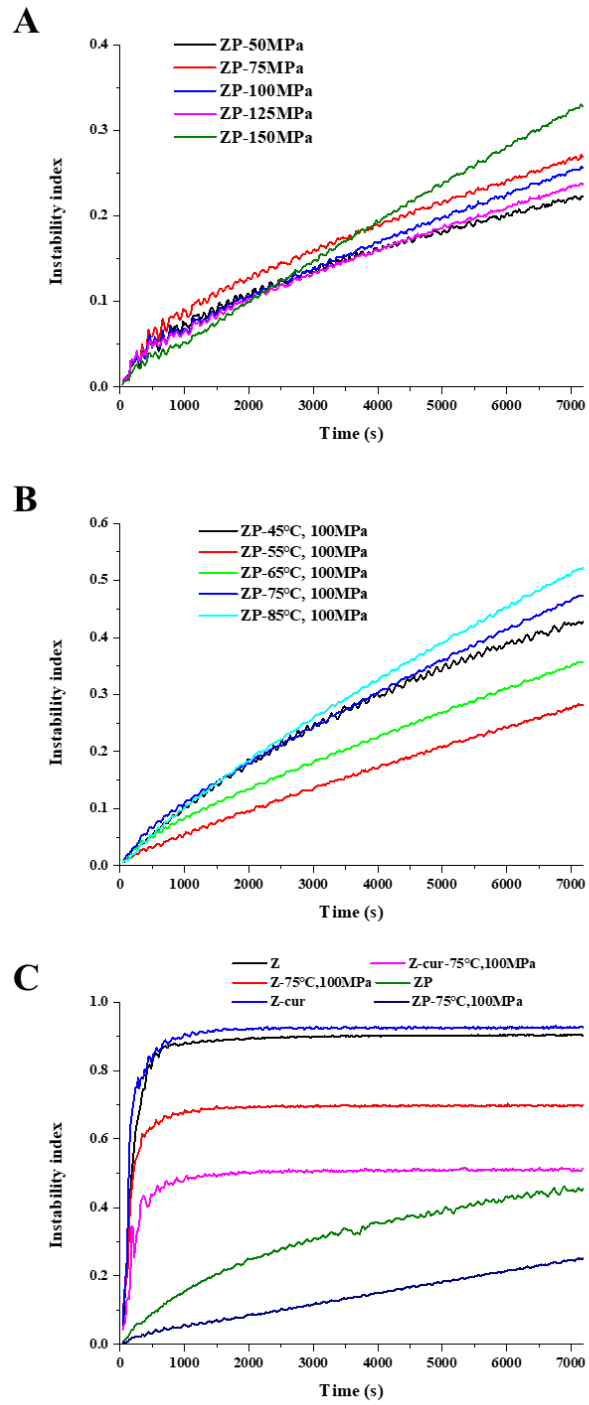 A
0.4
0.3
0.2
0.1
0.0
Instability index
ZP-50MPa
ZP-75MPa
ZP-100MPa
ZP-125MPa
ZP-150MPa
0 1000 2000 3000 4000 5000 6000 7000
Time (s)
B
0.6
0.5
0.4
0.3
0.2
0.1
0.0
Instability index
ZP-45°C, 100MPa
ZP-55°C, 100MPa
ZP-65°C, 100MPa
ZP-75°C, 100MPa
ZP-85°C, 100MPa
0 1000 2000 3000 4000 5000 6000 7000
Time (s)
C
Z Z-cur-75°C,100MPa
Z-75°C,100MPa ZP
Z-cur ZP-75°C,100MPa
1.0
0.8
0.6
0.4
0.2
0.0
Instability index
0 1000 2000 3000 4000 5000 6000 7000
Time (s)